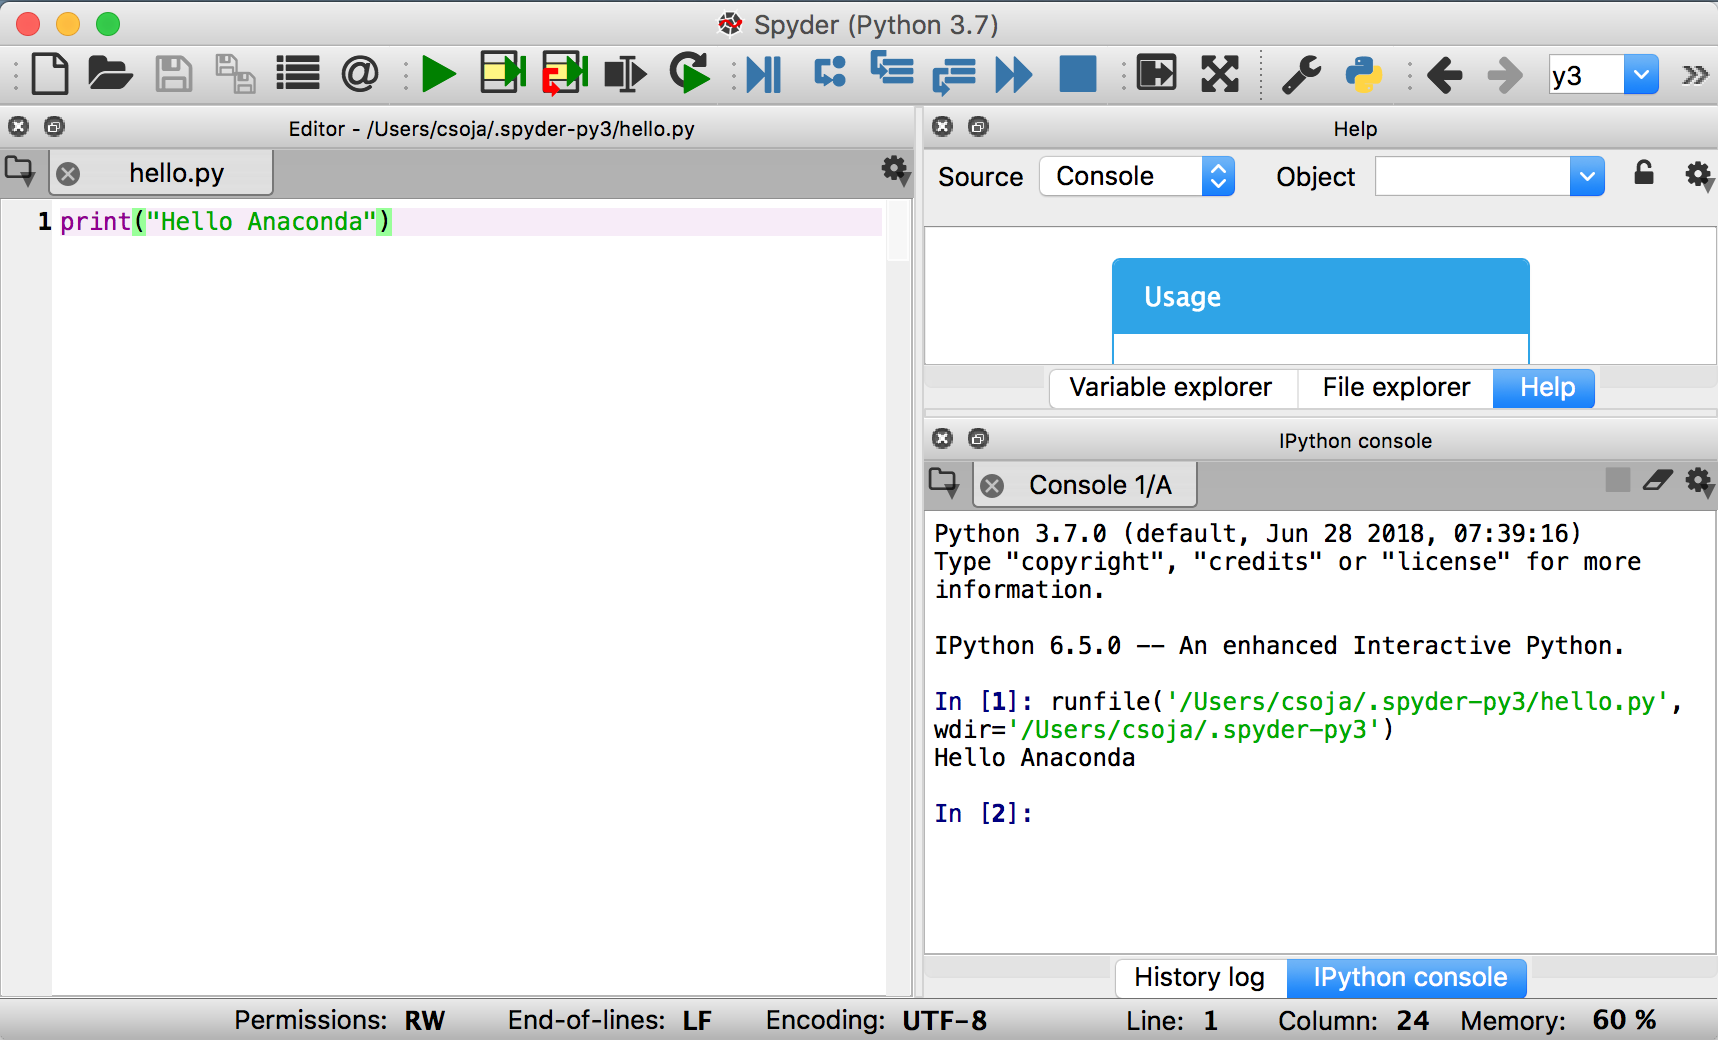 Spyder (Python 3.7)
y3
Editor - /Users/csoja/.spyder-py3/hello.py
hello.py
1 print("Hello Anaconda")
Help
Source Console Object
Usage
Variable explorer File explorer Help
IPython console
Console 1/A
Python 3.7.0 (default, Jun 28 2018, 07:39:16)
Type "copyright", "credits" or "license" for more
information.
IPython 6.5.0 -- An enhanced Interactive Python.
In [1]: runfile('/Users/csoja/.spyder-py3/hello.py',
wdir='/Users/csoja/.spyder-py3')
Hello Anaconda
In [2]:
History log IPython console
Permissions: RW End-of-lines: LF Encoding: UTF-8 Line: 1 Column: 24 Memory: 60 %